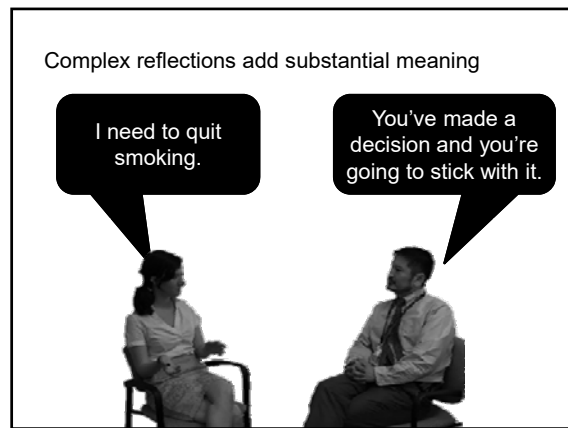 Complex reflections add substantial meaning
I need to quit
smoking.
You’ve made a
decision and you’re
going to stick with it.